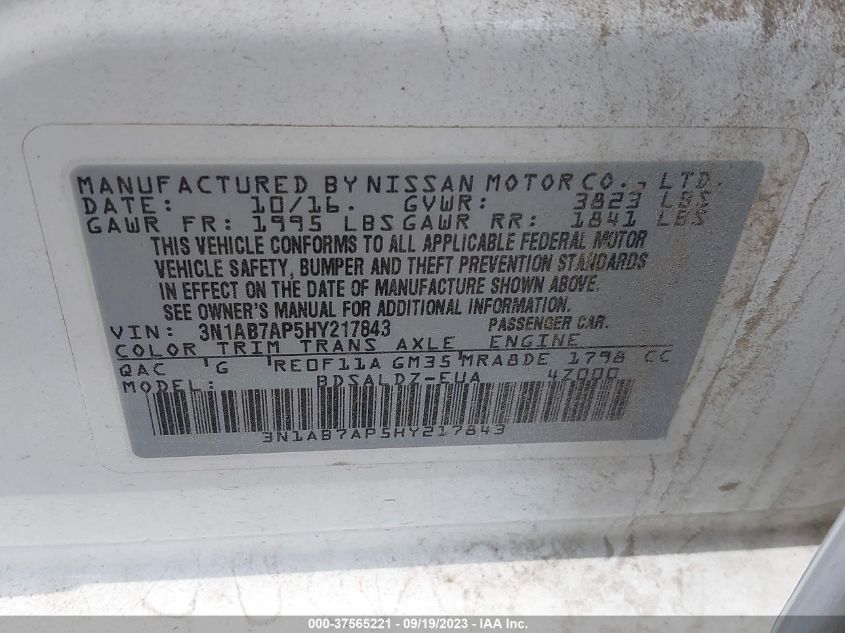 MANUFACTURED BY NISSAN MOTOR CO., LTD.
DATE: 10/16. GVWR: 3823 LBS
GAWR FR: 1995 LBS GAWR RR: 1841 LBS
THIS VEHICLE CONFORMS TO ALL APPLICABLE FEDERAL MOTOR
VEHICLE SAFETY, BUMPER AND THEFT PREVENTION STANDARDS
IN EFFECT ON THE DATE OF MANUFACTURE SHOWN ABOVE.
SEE OWNER'S MANUAL FOR ADDITIONAL INFORMATION.
VIN: 3N1AB7AP5HY217843 PASSENGER CAR.
COLOR TRIM TRANS AXLE ENGINE
QAC G RE0F11A GM35 MRA8DE 1798 CC
MODEL: BDSALDZ-EUA 4Z000
3N1AB7AP5HY217843
000-37565221 - 09/19/2023 - IAA Inc.